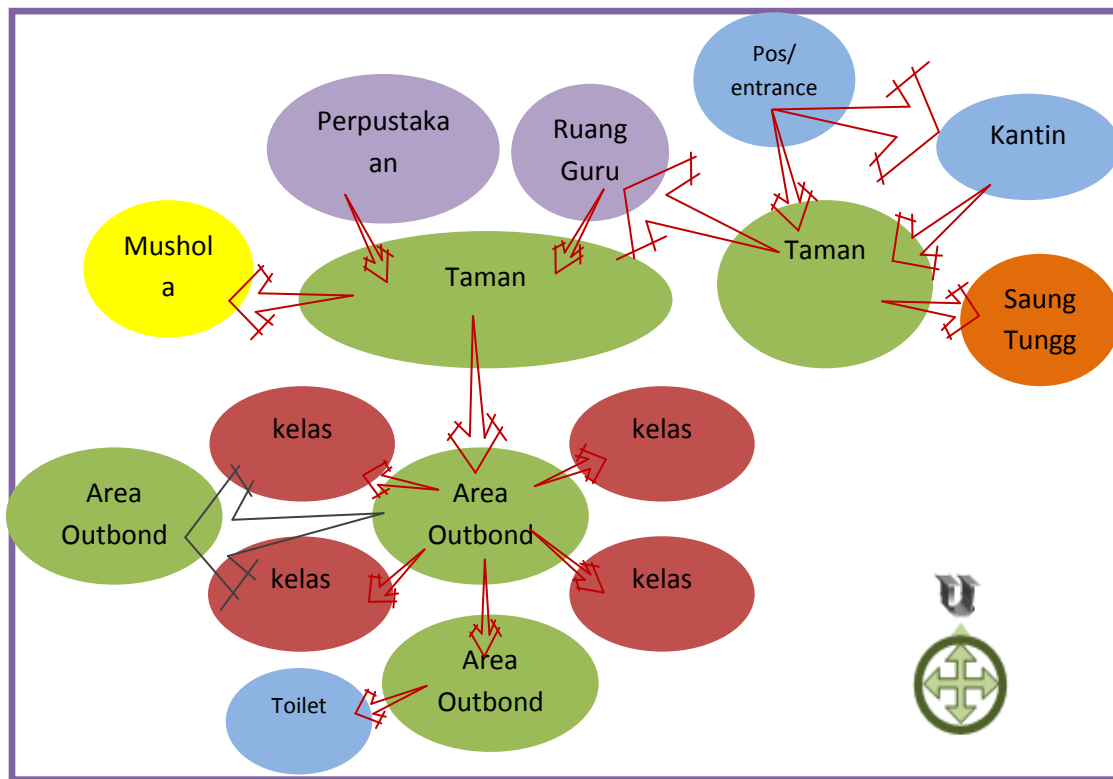 Pos/
entrance
Perpustaka
an
Ruang
Guru
Kantin
Mushol
a
Taman
Taman
Saung
Tungg
kelas
kelas
Area
Outbond
Area
Outbond
kelas
kelas
Area
Outbond
Toilet
U